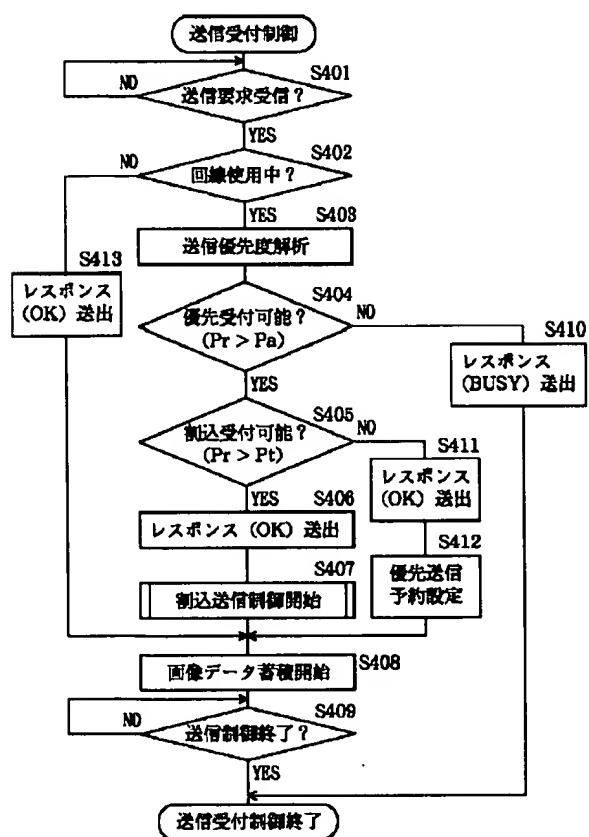 送信受付制御
S401
NO
送信要求受信？
YES
S402
NO
回線使用中？
YES
S403
送信優先度解析
S413
レスポンス
(OK) 送出
S404
優先受付可能？
(Pr > Pa)
NO
YES
S410
レスポンス
(BUSY) 送出
S405
割込受付可能？
(Pr > Pt)
NO
YES
S411
レスポンス
(OK) 送出
S406
レスポンス (OK) 送出
S412
優先送信
予約設定
S407
割込送信制御開始
S408
画像データ蓄積開始
S409
NO
送信制御終了？
YES
送信受付制御終了